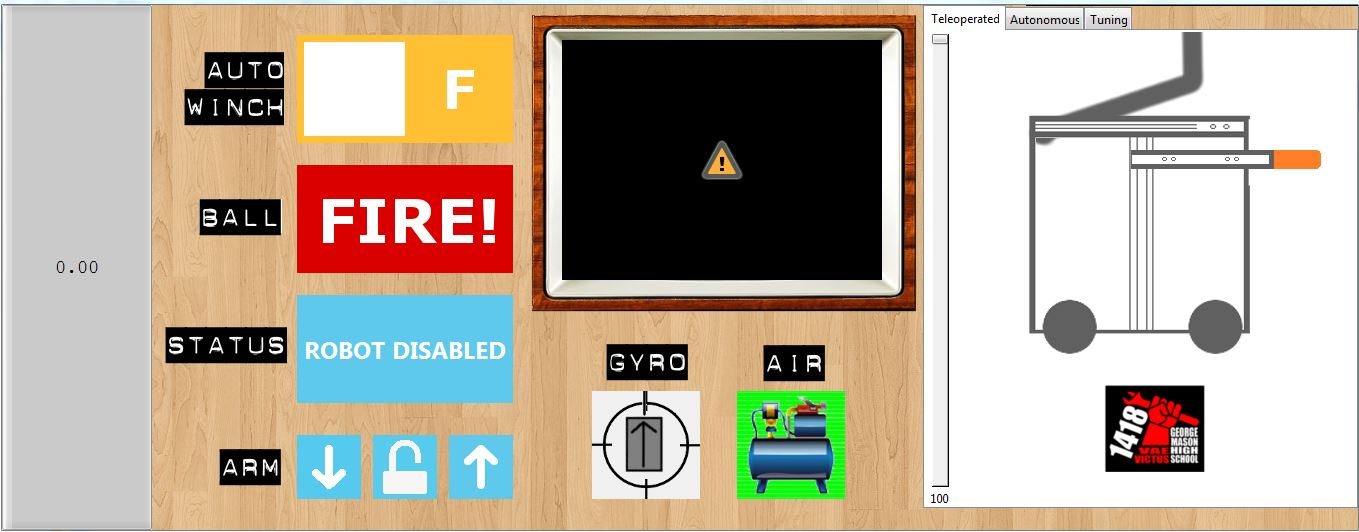 0.00
AUTO
WINCH
F
BALL
FIRE!
STATUS
ROBOT DISABLED
ARM
!
GYRO
AIR
Teleoperated
Autonomous
Tuning
100
1418
VAE
VICTUS
GEORGE
MASON
HIGH
SCHOOL